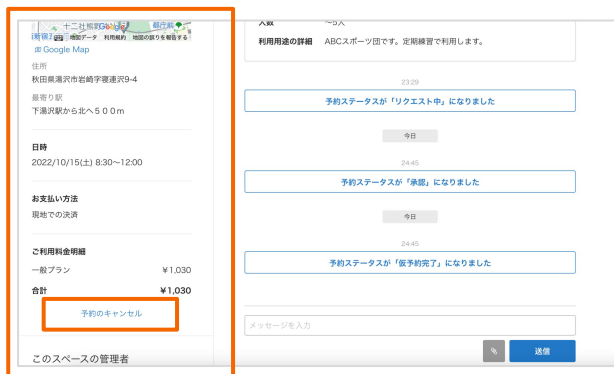 十二社熊野
Google
都庁前
新宿
地図データ
利用規約
地図の誤りを報告する
Google Map
住所
秋田県湯沢市岩崎字寝連沢9-4
最寄り駅
下湯沢駅から北へ500m
日時
2022/10/15(土) 8:30〜12:00
お支払い方法
現地での決済
ご利用料金明細
一般プラン ¥1,030
合計 ¥1,030
予約のキャンセル
このスペースの管理者
人数 〜5人
利用用途の詳細 ABCスポーツ団です。定期練習で利用します。
23:29
予約ステータスが「リクエスト中」になりました
今日
24:45
予約ステータスが「承認」になりました
今日
24:45
予約ステータスが「仮予約完了」になりました
メッセージを入力
送信